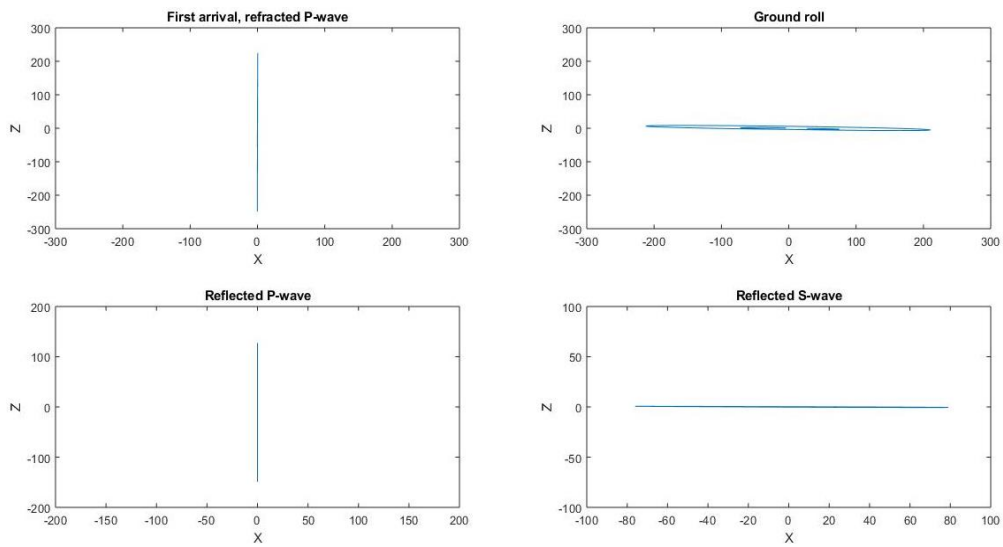 First arrival, refracted P-wave
300
200
100
0
-100
-200
-300
Z
-300 -200 -100 0 100 200 300
X
Ground roll
300
200
100
0
-100
-200
-300
Z
-300 -200 -100 0 100 200 300
X
Reflected P-wave
200
100
0
-100
-200
Z
-200 -150 -100 -50 0 50 100 150 200
X
Reflected S-wave
100
50
0
-50
-100
Z
-100 -80 -60 -40 -20 0 20 40 60 80 100
X